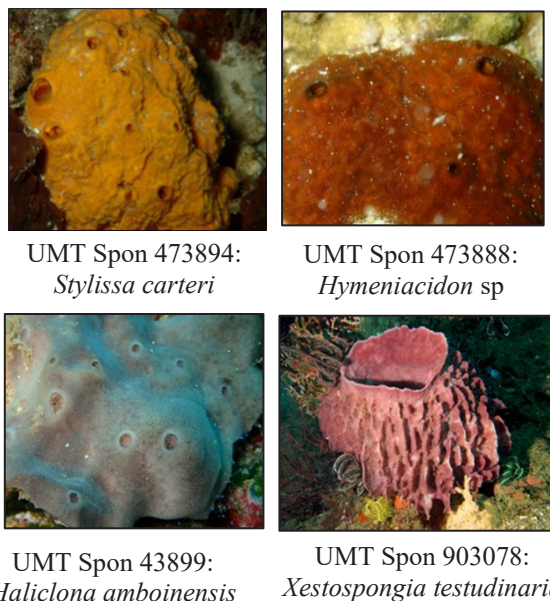 UMT Spon 473894:
Stylissa carteri
UMT Spon 473888:
Hymeniacidon sp
UMT Spon 43899:
Haliclona amboinensis
UMT Spon 903078:
Xestospongia testudinaria